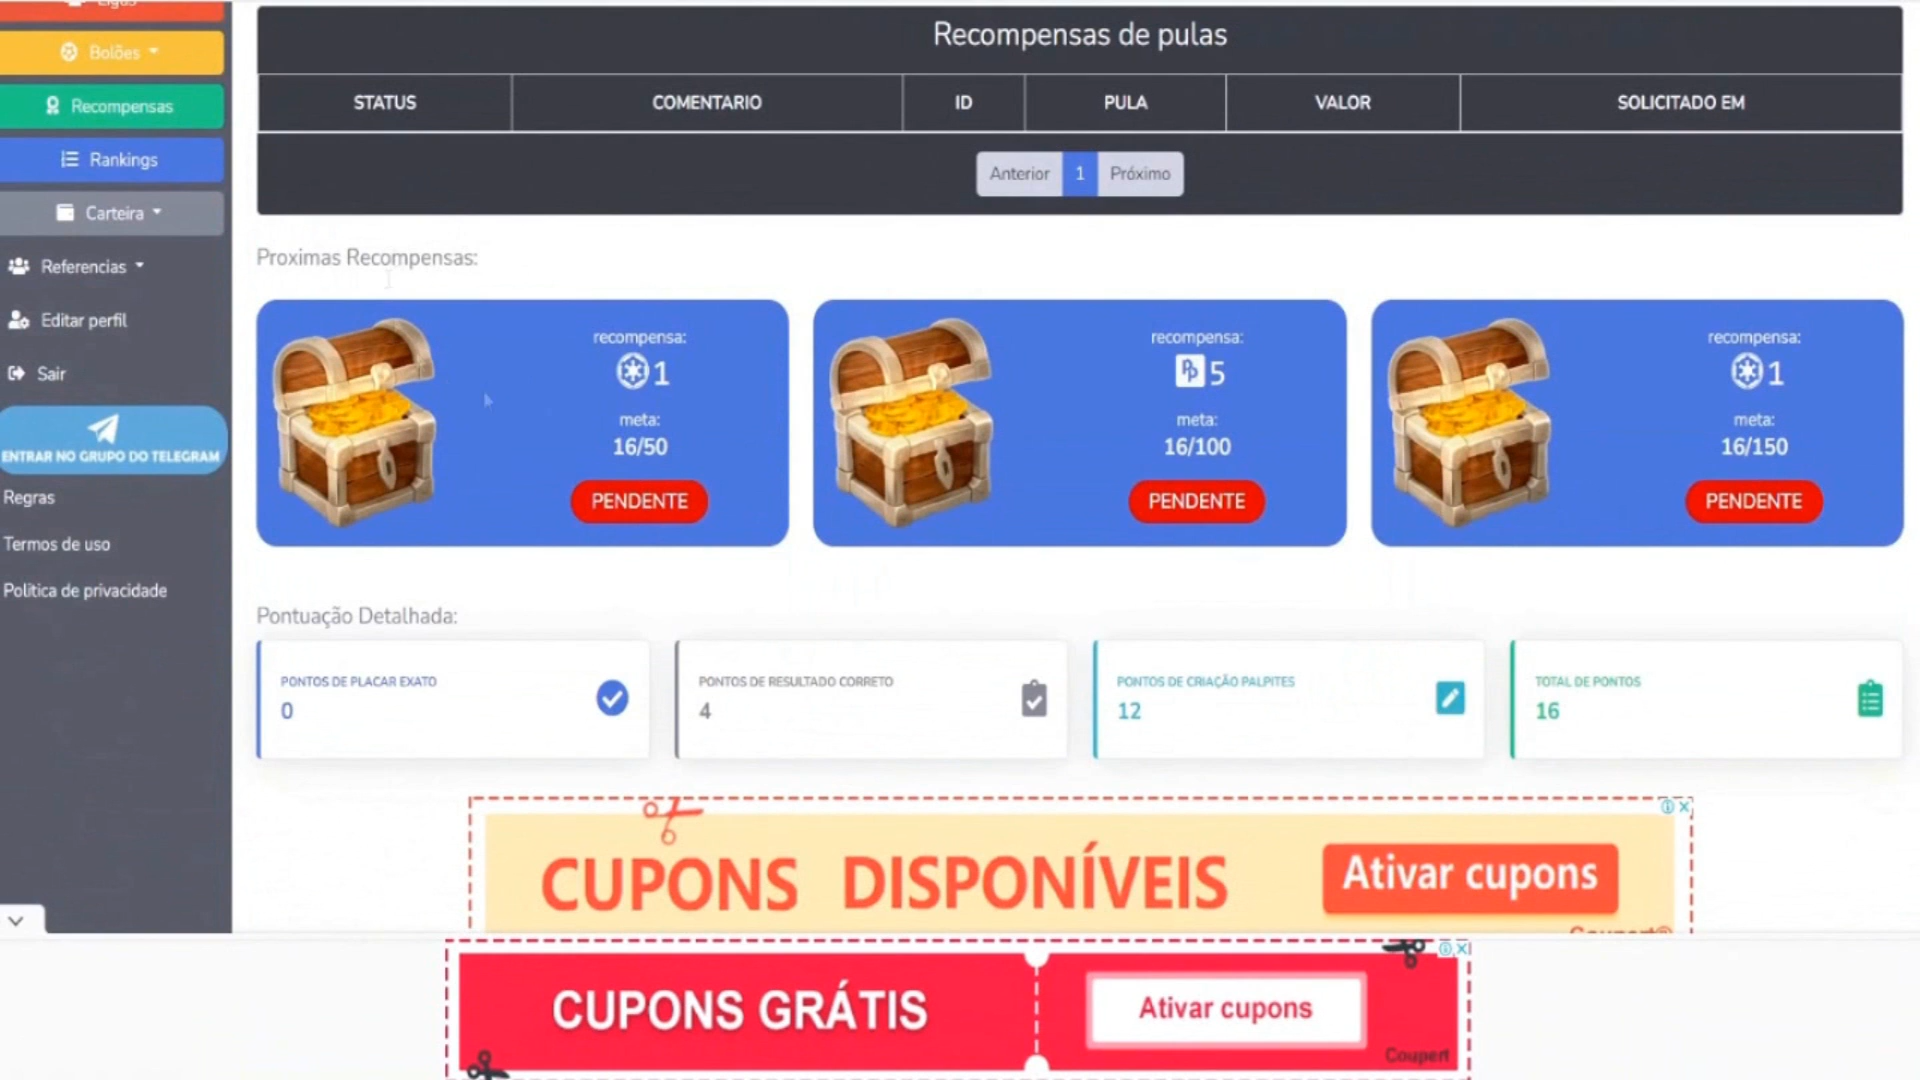 Ligas
Bolões
Recompensas
Rankings
Carteira
Referencias
Editar perfil
Sair
ENTRAR NO GRUPO DO TELEGRAM
Regras
Termos de uso
Politica de privacidade
Recompensas de pulas
STATUS COMENTARIO ID PULA VALOR SOLICITADO EM
Anterior 1 Próximo
Proximas Recompensas:
recompensa:
1
meta:
16/50
PENDENTE
recompensa:
5
meta:
16/100
PENDENTE
recompensa:
1
meta:
16/150
PENDENTE
Pontuação Detalhada:
PONTOS DE PLACAR EXATO
0
PONTOS DE RESULTADO CORRETO
4
PONTOS DE CRIAÇÃO PALPITES
12
TOTAL DE PONTOS
16
CUPONS DISPONÍVEIS
Ativar cupons
Coupert®
CUPONS GRÁTIS
Ativar cupons
Coupert